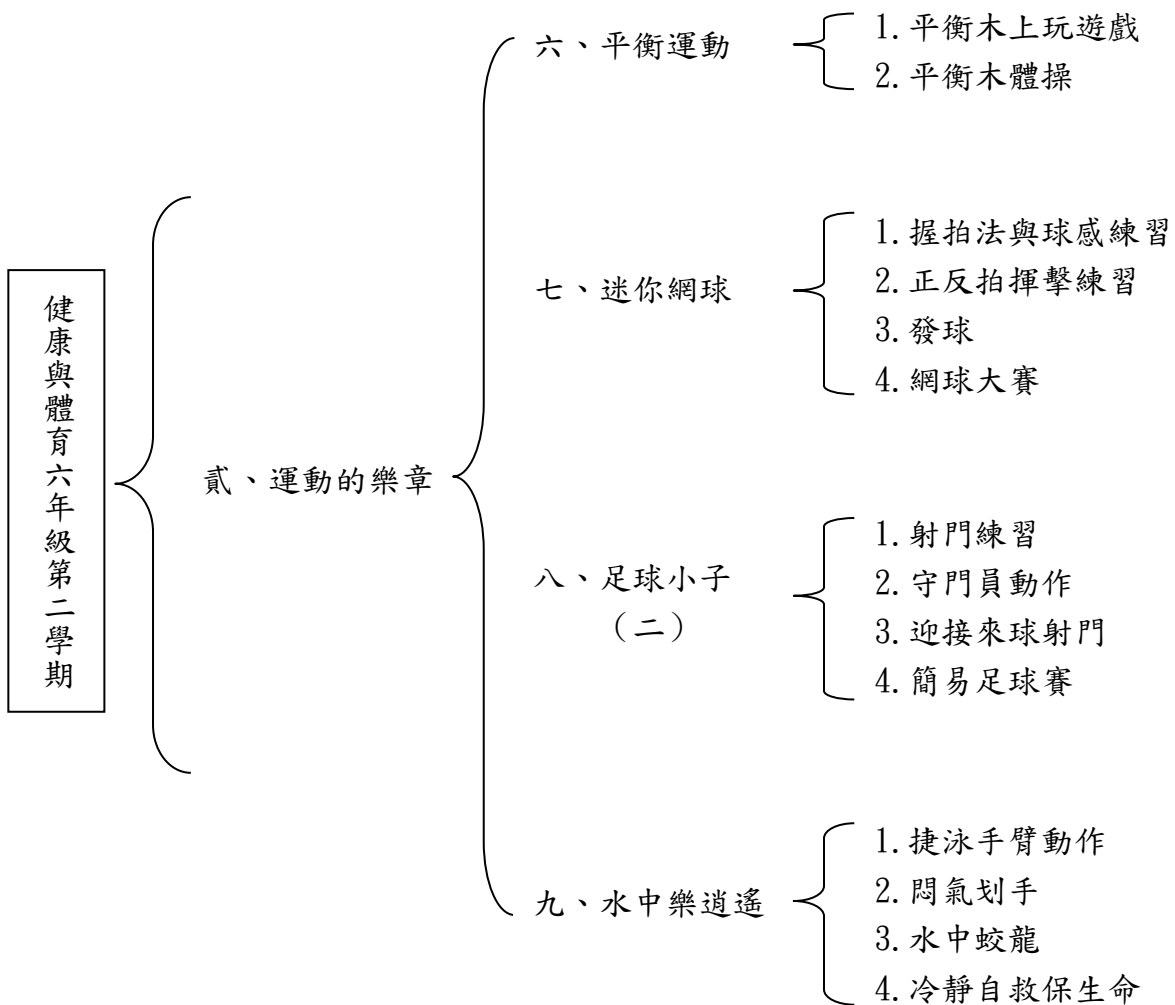 健康與體育六年級第二學期
貳、運動的樂章
六、平衡運動
1.平衡木上玩遊戲
2.平衡木體操
七、迷你網球
1.握拍法與球感練習
2.正反拍揮擊練習
3.發球
4.網球大賽
八、足球小子
（二）
1.射門練習
2.守門員動作
3.迎接來球射門
4.簡易足球賽
九、水中樂逍遙
1.捷泳手臂動作
2.悶氣划手
3.水中蛟龍
4.冷靜自救保生命